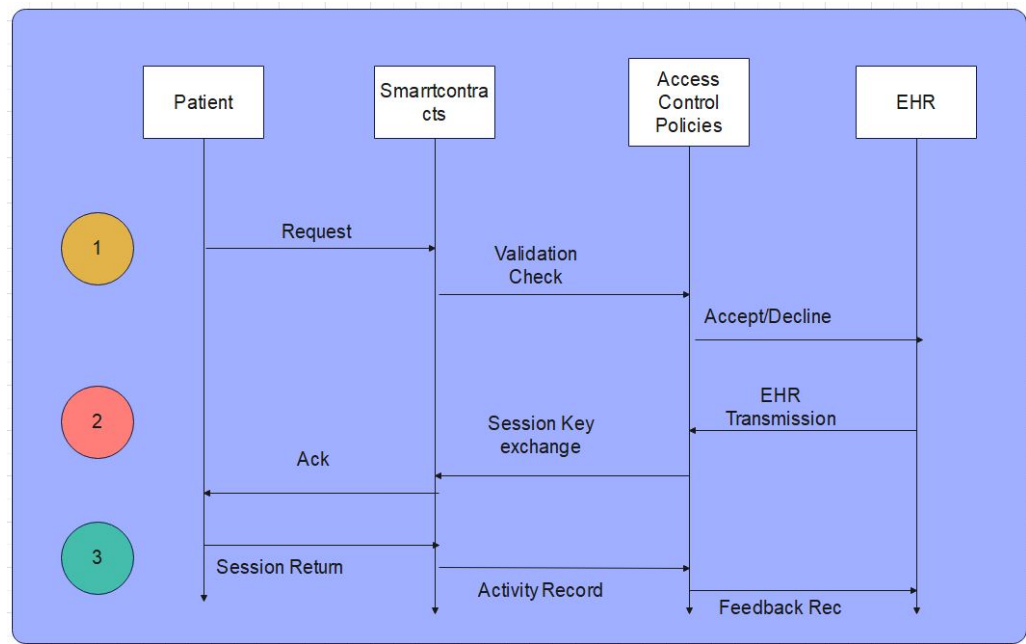 Patient
Smarrtcontra
cts
Access
Control
Policies
EHR
1
Request
Validation
Check
Accept/Decline
2
EHR
Transmission
Session Key
exchange
Ack
3
Session Return
Activity Record
Feedback Rec